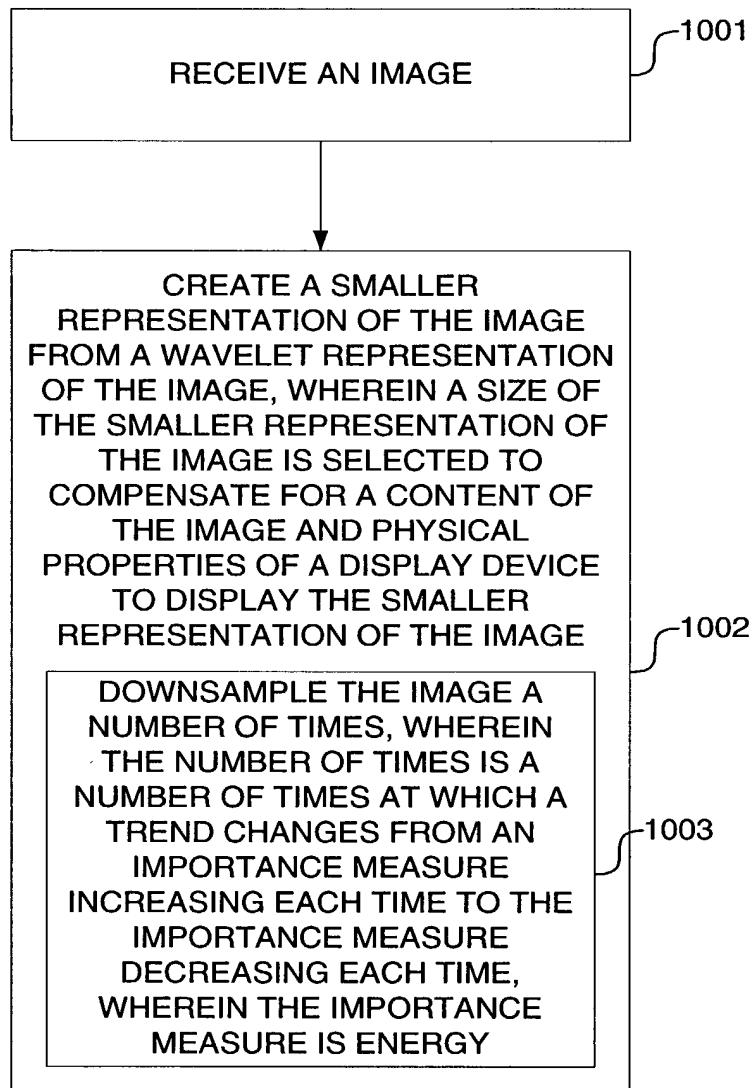 1001
RECEIVE AN IMAGE
CREATE A SMALLER
REPRESENTATION OF THE IMAGE
FROM A WAVELET REPRESENTATION
OF THE IMAGE, WHEREIN A SIZE OF
THE SMALLER REPRESENTATION OF
THE IMAGE IS SELECTED TO
COMPENSATE FOR A CONTENT OF
THE IMAGE AND PHYSICAL
PROPERTIES OF A DISPLAY DEVICE
TO DISPLAY THE SMALLER
REPRESENTATION OF THE IMAGE
1002
DOWNSAMPLE THE IMAGE A
NUMBER OF TIMES, WHEREIN
THE NUMBER OF TIMES IS A
NUMBER OF TIMES AT WHICH A
TREND CHANGES FROM AN
IMPORTANCE MEASURE
INCREASING EACH TIME TO THE
IMPORTANCE MEASURE
DECREASING EACH TIME,
WHEREIN THE IMPORTANCE
MEASURE IS ENERGY
1003